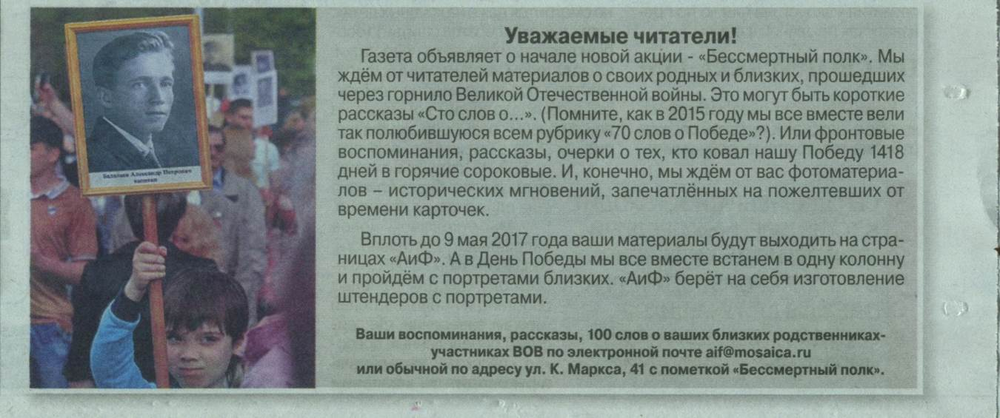 Уважаемые читатели!
Газета объявляет о начале новой акции - «Бессмертный полк». Мы
ждём от читателей материалов о своих родных и близких, прошедших
через горнило Великой Отечественной войны. Это могут быть короткие
рассказы «Сто слов о...». (Помните, как в 2015 году мы все вместе вели
так полюбившуюся всем рубрику «70 слов о Победе»?). Или фронтовые
воспоминания, рассказы, очерки о тех, кто ковал нашу Победу 1418
дней в горячие сороковые. И, конечно, мы ждём от вас фотоматериа-
лов – исторических мгновений, запечатлённых на пожелтевших от
времени карточек.
Вплоть до 9 мая 2017 года ваши материалы будут выходить на стра-
ницах «АиФ». А в День Победы мы все вместе встанем в одну колонну
и пройдём с портретами близких. «АиФ» берёт на себя изготовление
штендеров с портретами.
Ваши воспоминания, рассказы, 100 слов о ваших близких родственниках-
участниках ВОВ по электронной почте aif@mosaica.ru
или обычной по адресу ул. К. Маркса, 41 с пометкой «Бессмертный полк».
Александр Петрович
капитан